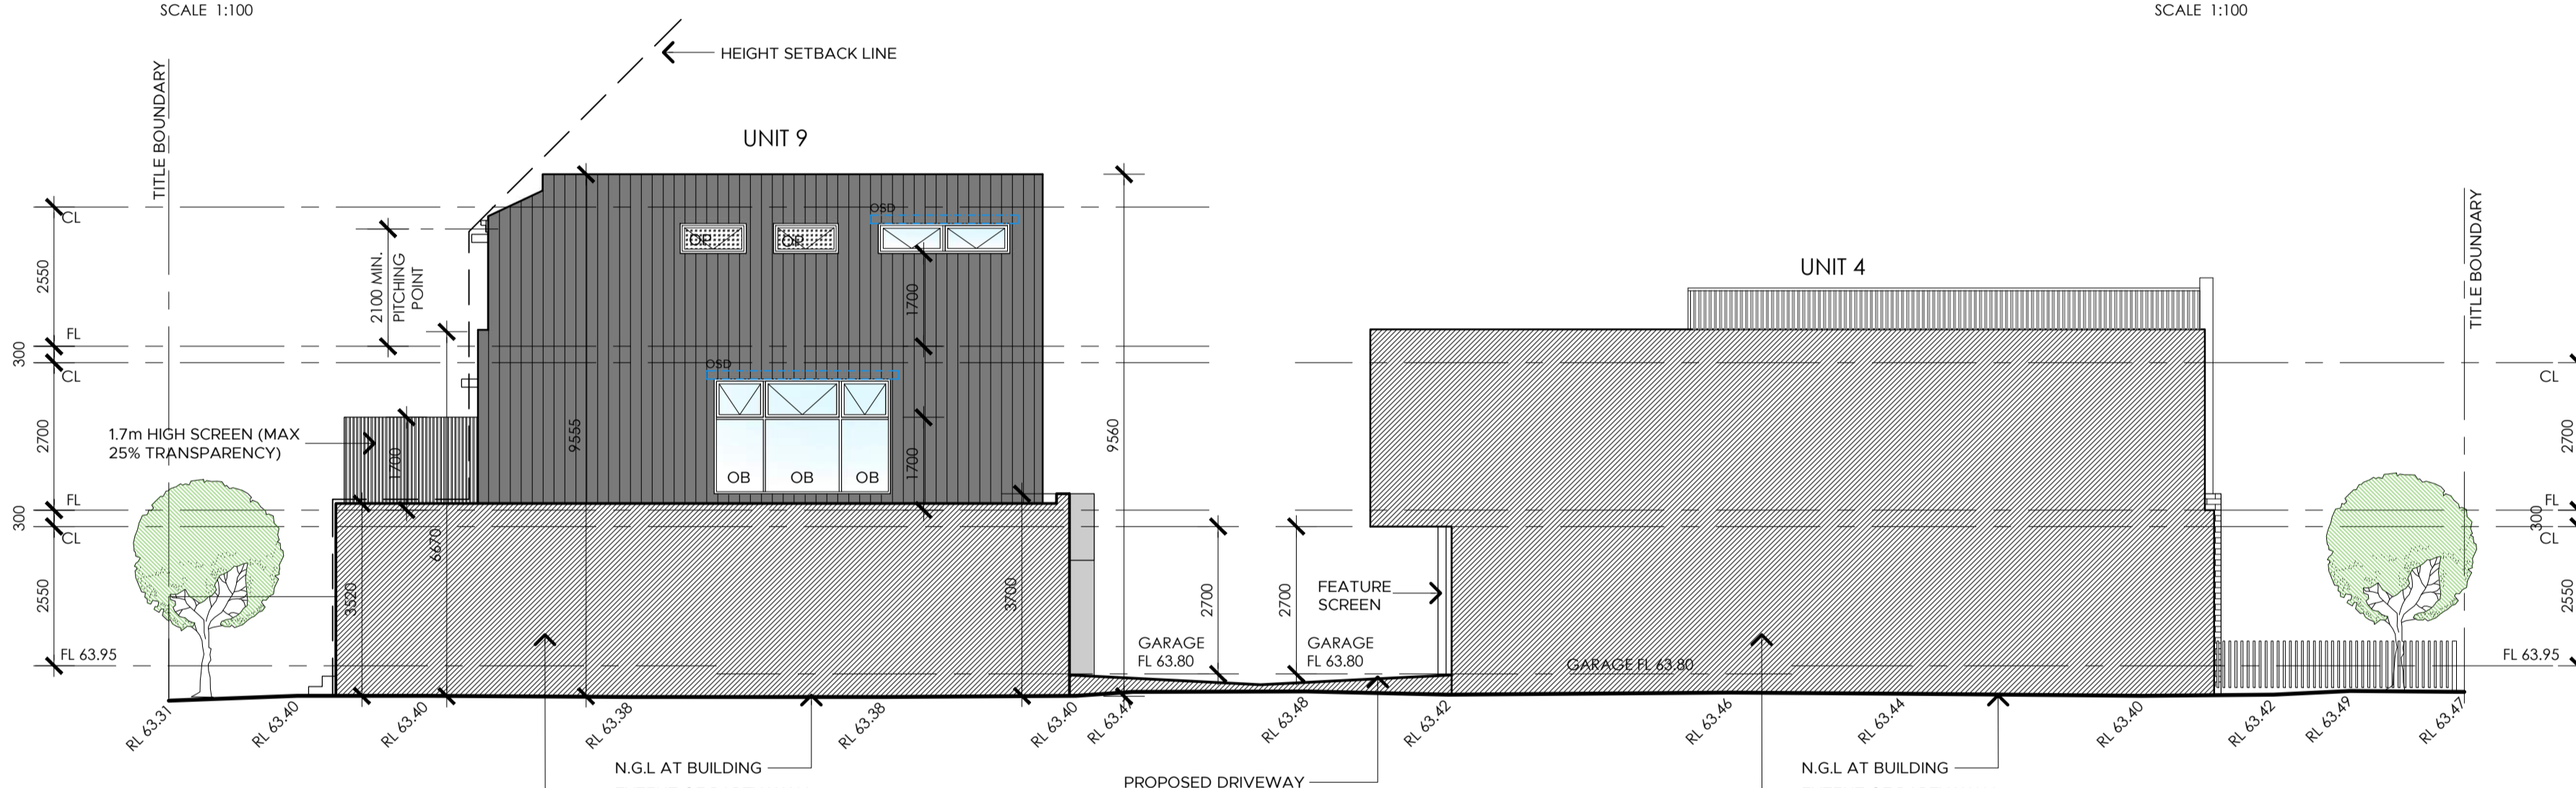 SCALE 1:100
SCALE 1:100
HEIGHT SETBACK LINE
TITLE BOUNDARY
UNIT 9
TITLE BOUNDARY
CL
OSD
OP
OP
2550
2100 MIN.
PITCHING
POINT
1700
UNIT 4
FL
300
CL
OSD
CL
2700
1.7m HIGH SCREEN (MAX
25% TRANSPARENCY)
1700
9555
1700
9560
2700
OB
OB
OB
FL
300
CL
FL
300
CL
6670
2550
3520
3700
2700
2700
FEATURE
SCREEN
2550
GARAGE
FL 63.80
GARAGE
FL 63.80
FL 63.95
GARAGE FL 63.80
FL 63.95
RL 63.31
RL 63.40
RL 63.40
RL 63.38
RL 63.38
RL 63.40
RL 63.47
RL 63.48
RL 63.42
RL 63.46
RL 63.44
RL 63.40
RL 63.42
RL 63.49
RL 63.47
N.G.L AT BUILDING
PROPOSED DRIVEWAY
N.G.L AT BUILDING